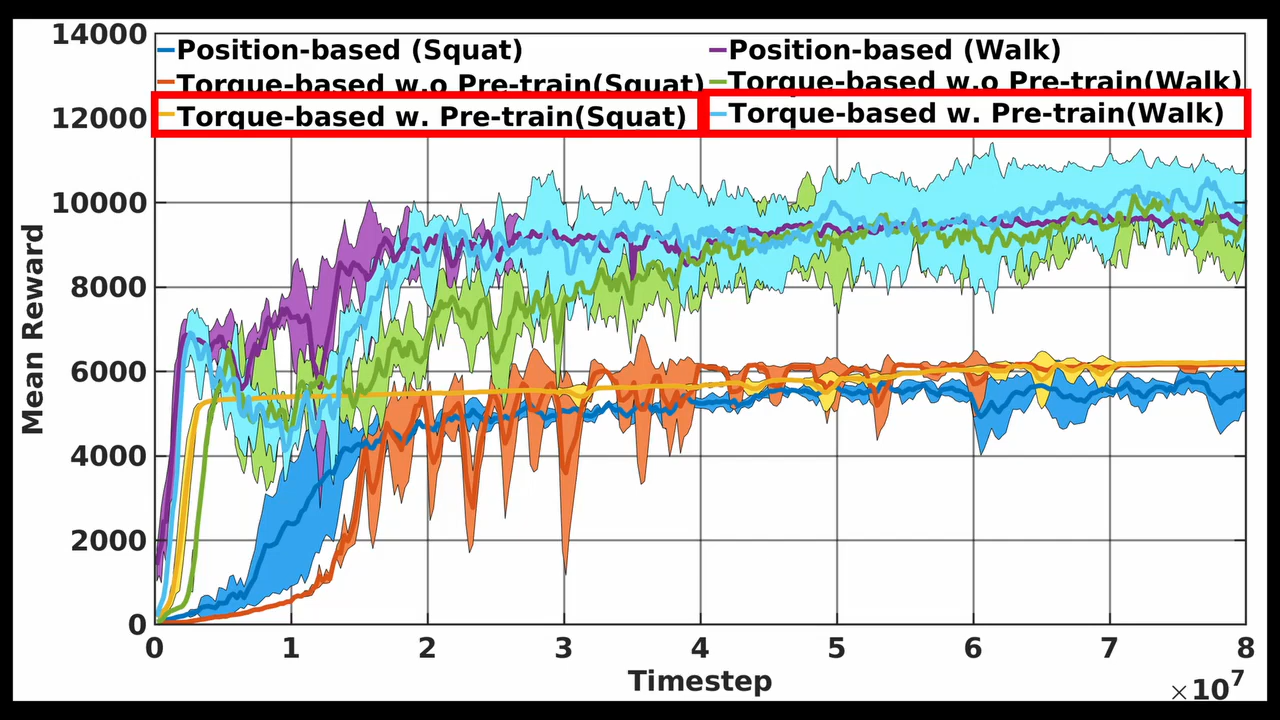 14000
Position-based (Squat) Position-based (Walk)
Torque-based w.o Pre-train(Squat) Torque-based w.o Pre-train(Walk)
12000 Torque-based w. Pre-train(Squat) Torque-based w. Pre-train(Walk)
10000
8000
6000
4000
2000
0
Mean Reward
0 1 2 3 4 5 6 7 8
Timestep
×10⁷